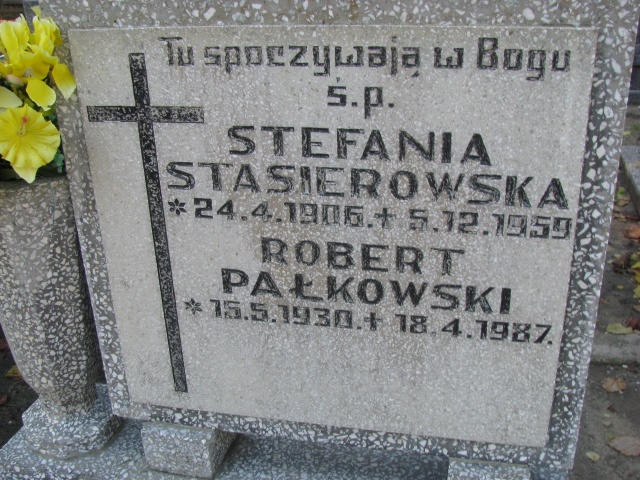 Tu spoczywają w Bogu
ś.p.
STEFANIA
STASIEROWSKA
*24.4.1906.+ 5.12.1959
ROBERT
PAŁKOWSKI
*15.5.1930.+ 18.4.1987.